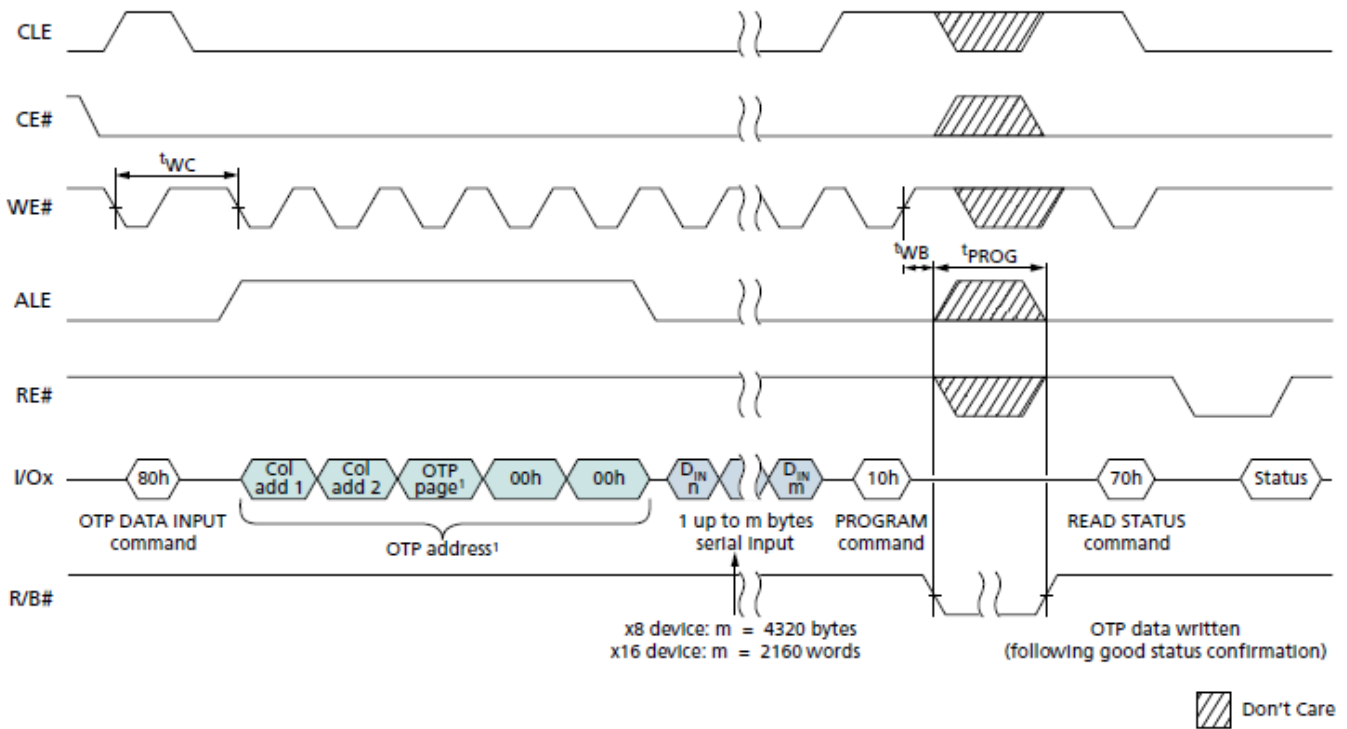 CLE
CE#
tWC
WE#
tWB
tPROG
ALE
RE#
I/Ox
80h
Col add 1
Col add 2
OTP page¹
00h
00h
DIN n
DIN m
10h
70h
Status
OTP DATA INPUT command
OTP address¹
1 up to m bytes serial input
PROGRAM command
READ STATUS command
R/B#
x8 device: m = 4320 bytes
x16 device: m = 2160 words
OTP data written
(following good status confirmation)
Don't Care